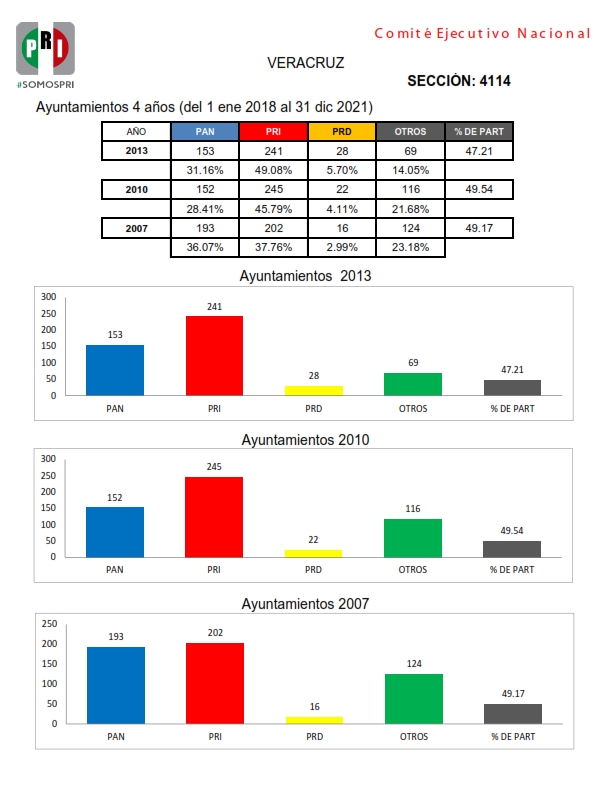 Comité Ejecutivo Nacional
PRI
#SOMOSPRI
VERACRUZ
SECCIÓN: 4114
Ayuntamientos 4 años (del 1 ene 2018 al 31 dic 2021)
AÑO PAN PRI PRD OTROS % DE PART
2013 153 241 28 69 47.21
31.16% 49.08% 5.70% 14.05%
2010 152 245 22 116 49.54
28.41% 45.79% 4.11% 21.68%
2007 193 202 16 124 49.17
36.07% 37.76% 2.99% 23.18%
Ayuntamientos 2013
300
250
200
150
100
50
0
153 241 28 69 47.21
PAN PRI PRD OTROS % DE PART
Ayuntamientos 2010
300
250
200
150
100
50
0
152 245 22 116 49.54
PAN PRI PRD OTROS % DE PART
Ayuntamientos 2007
250
200
150
100
50
0
193 202 16 124 49.17
PAN PRI PRD OTROS % DE PART